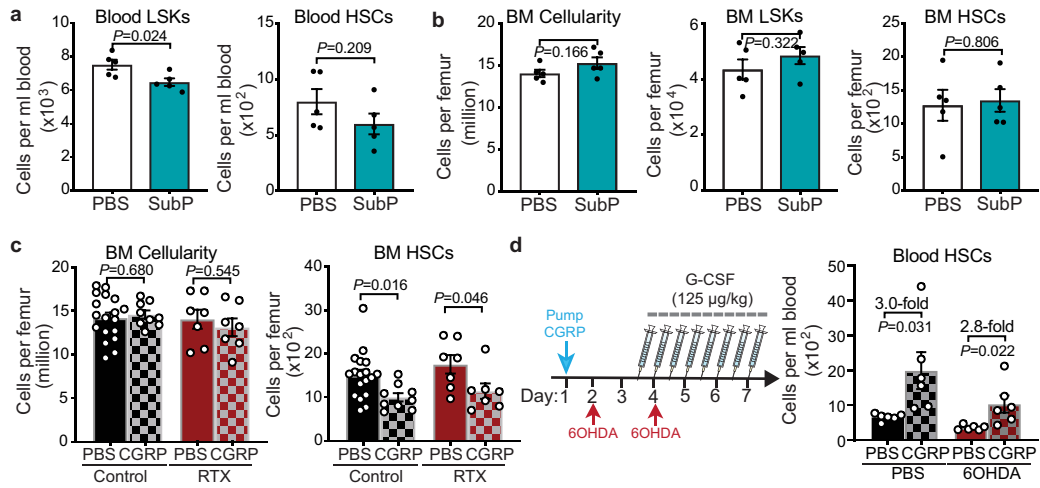 a
Blood LSKs
Cells per ml blood
(x10³)
10
8
6
4
2
0
P=0.024
PBS SubP
Blood HSCs
Cells per ml blood
(x10²)
15
10
5
0
P=0.209
PBS SubP
b
BM Cellularity
Cells per femur
(million)
20
15
10
5
0
P=0.166
PBS SubP
BM LSKs
Cells per femur
(x10⁴)
6
4
2
0
P=0.322
PBS SubP
BM HSCs
Cells per femur
(x10²)
25
20
15
10
5
0
P=0.806
PBS SubP
c
BM Cellularity
Cells per femur
(million)
20
15
10
5
0
P=0.680
P=0.545
PBS CGRP PBS CGRP
Control RTX
BM HSCs
Cells per femur
(x10²)
40
30
20
10
0
P=0.016
P=0.046
PBS CGRP PBS CGRP
Control RTX
d
G-CSF
(125 µg/kg)
Pump
CGRP
Day: 1 2 3 4 5 6 7
6OHDA 6OHDA
Blood HSCs
Cells per ml blood
(x10²)
60
40
20
0
3.0-fold
P=0.031
2.8-fold
P=0.022
PBS CGRP PBS CGRP
PBS 6OHDA